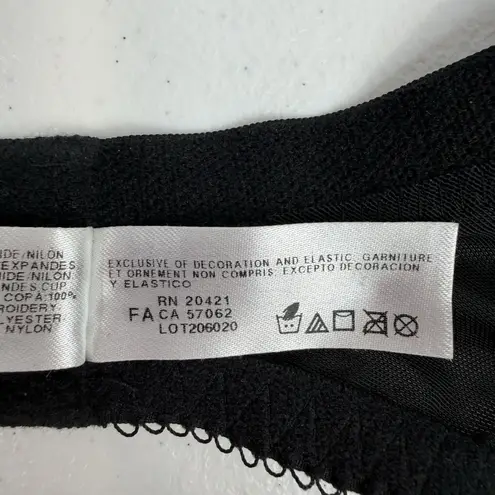 IDE/NILON
EXPANDES
IDE/NILON
NDES.CUP
COPA:100%
ROIDERY.
YESTER.
NYLON
EXCLUSIVE OF DECORATION AND ELASTIC. GARNITURE
ET ORNEMENT NON COMPRIS. EXCEPTO DECORACION
Y ELASTICO
RN 20421
FA CA 57062
LOT206020